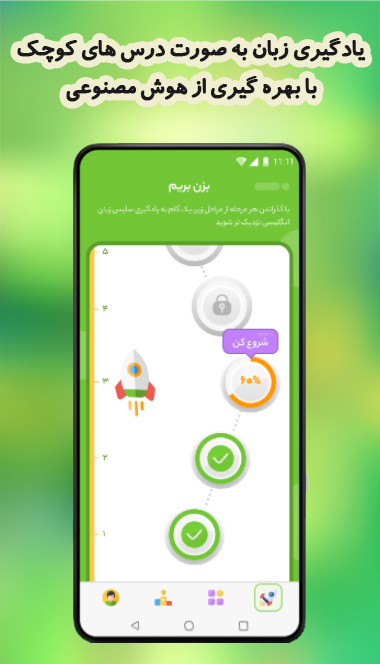 یادگیری زبان به صورت درس های کوچک
با بهره گیری از هوش مصنوعی
11:11
بزن بریم
با گذراندن هر مرحله از مراحل زیر، یک گام به یادگیری سلیس زبان
انگلیسی نزدیک تر شوید
۵
۴
شروع کن
۳
۶۰%
۲
۱